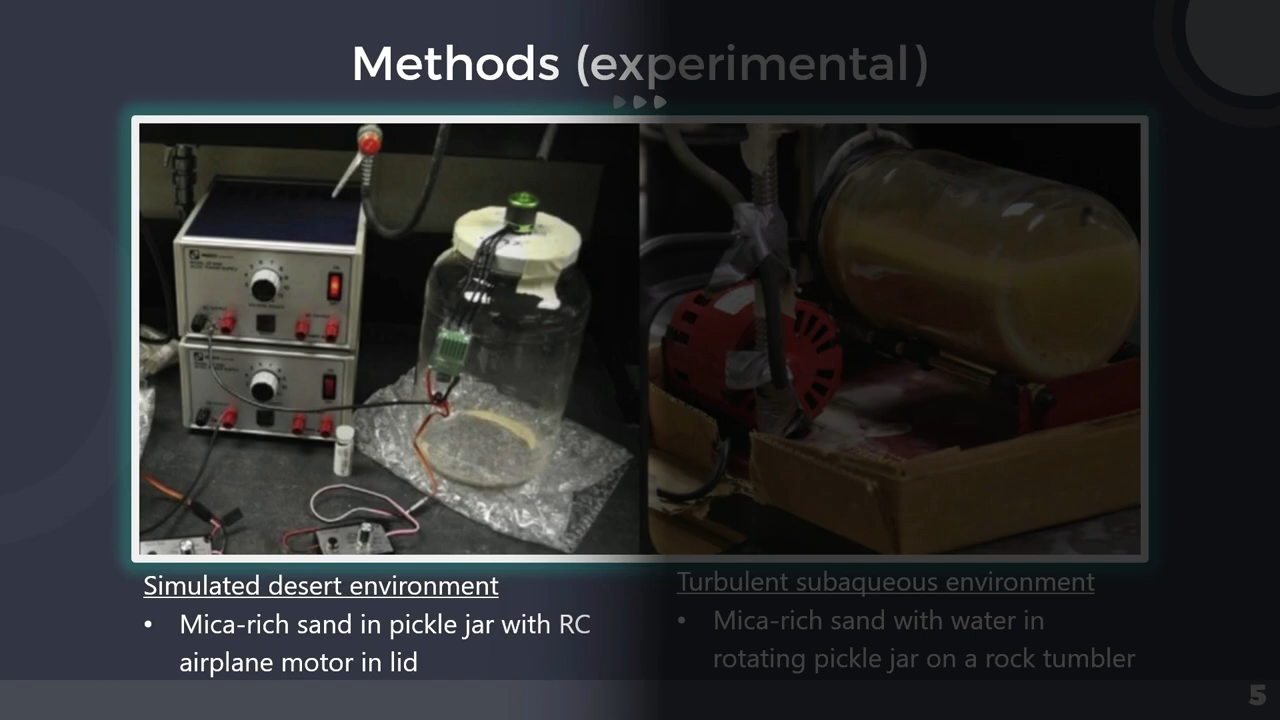 Methods (experimental)
Simulated desert environment
• Mica-rich sand in pickle jar with RC
airplane motor in lid
Turbulent subaqueous environment
• Mica-rich sand with water in
rotating pickle jar on a rock tumbler
5